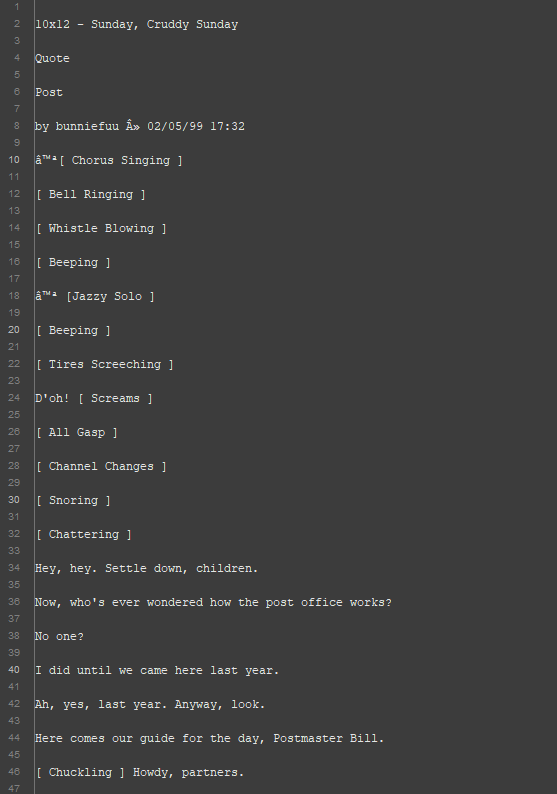 1
2 10x12 - Sunday, Cruddy Sunday
3
4 Quote
5
6 Post
7
8 by bunniefuu Â» 02/05/99 17:32
9
10 â™ª[ Chorus Singing ]
11
12 [ Bell Ringing ]
13
14 [ Whistle Blowing ]
15
16 [ Beeping ]
17
18 â™ª [Jazzy Solo ]
19
20 [ Beeping ]
21
22 [ Tires Screeching ]
23
24 D'oh! [ Screams ]
25
26 [ All Gasp ]
27
28 [ Channel Changes ]
29
30 [ Snoring ]
31
32 [ Chattering ]
33
34 Hey, hey. Settle down, children.
35
36 Now, who's ever wondered how the post office works?
37
38 No one?
39
40 I did until we came here last year.
41
42 Ah, yes, last year. Anyway, look.
43
44 Here comes our guide for the day, Postmaster Bill.
45
46 [ Chuckling ] Howdy, partners.
47